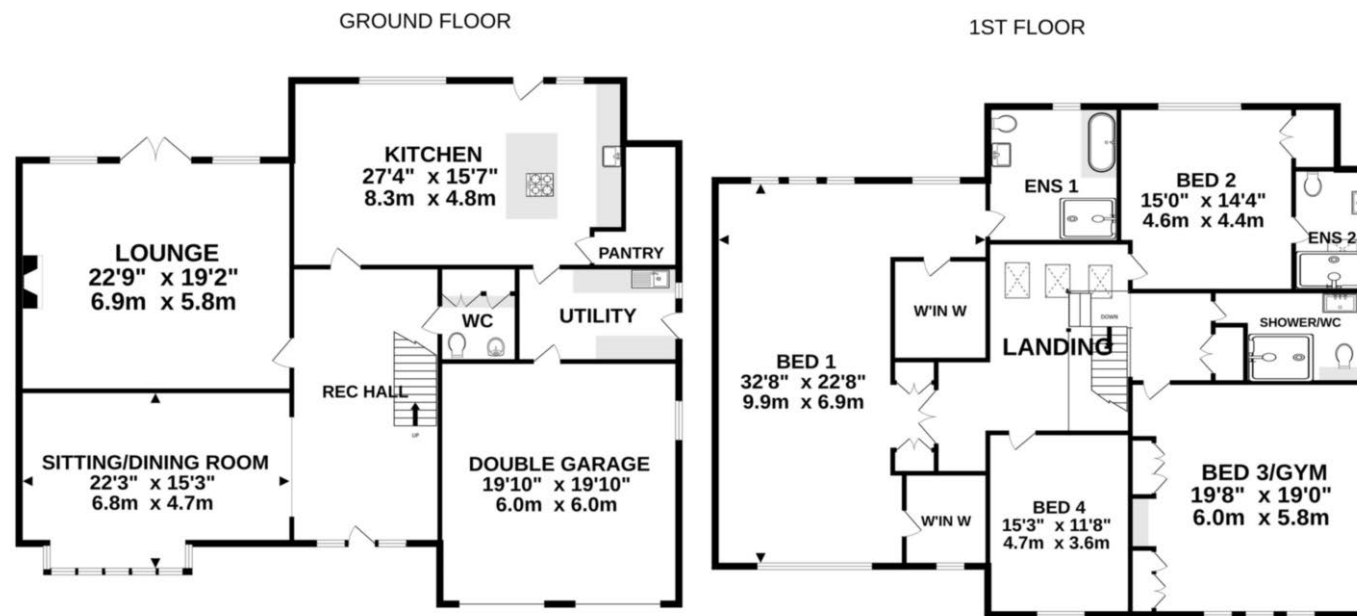 GROUND FLOOR
KITCHEN
27'4" x 15'7"
8.3m x 4.8m
PANTRY
LOUNGE
22'9" x 19'2"
6.9m x 5.8m
WC
UTILITY
REC HALL
UP
SITTING/DINING ROOM
22'3" x 15'3"
6.8m x 4.7m
DOUBLE GARAGE
19'10" x 19'10"
6.0m x 6.0m
1ST FLOOR
ENS 1
BED 2
15'0" x 14'4"
4.6m x 4.4m
ENS 2
W'IN W
DOWN
SHOWER/WC
LANDING
BED 1
32'8" x 22'8"
9.9m x 6.9m
BED 3/GYM
19'8" x 19'0"
6.0m x 5.8m
W'IN W
BED 4
15'3" x 11'8"
4.7m x 3.6m